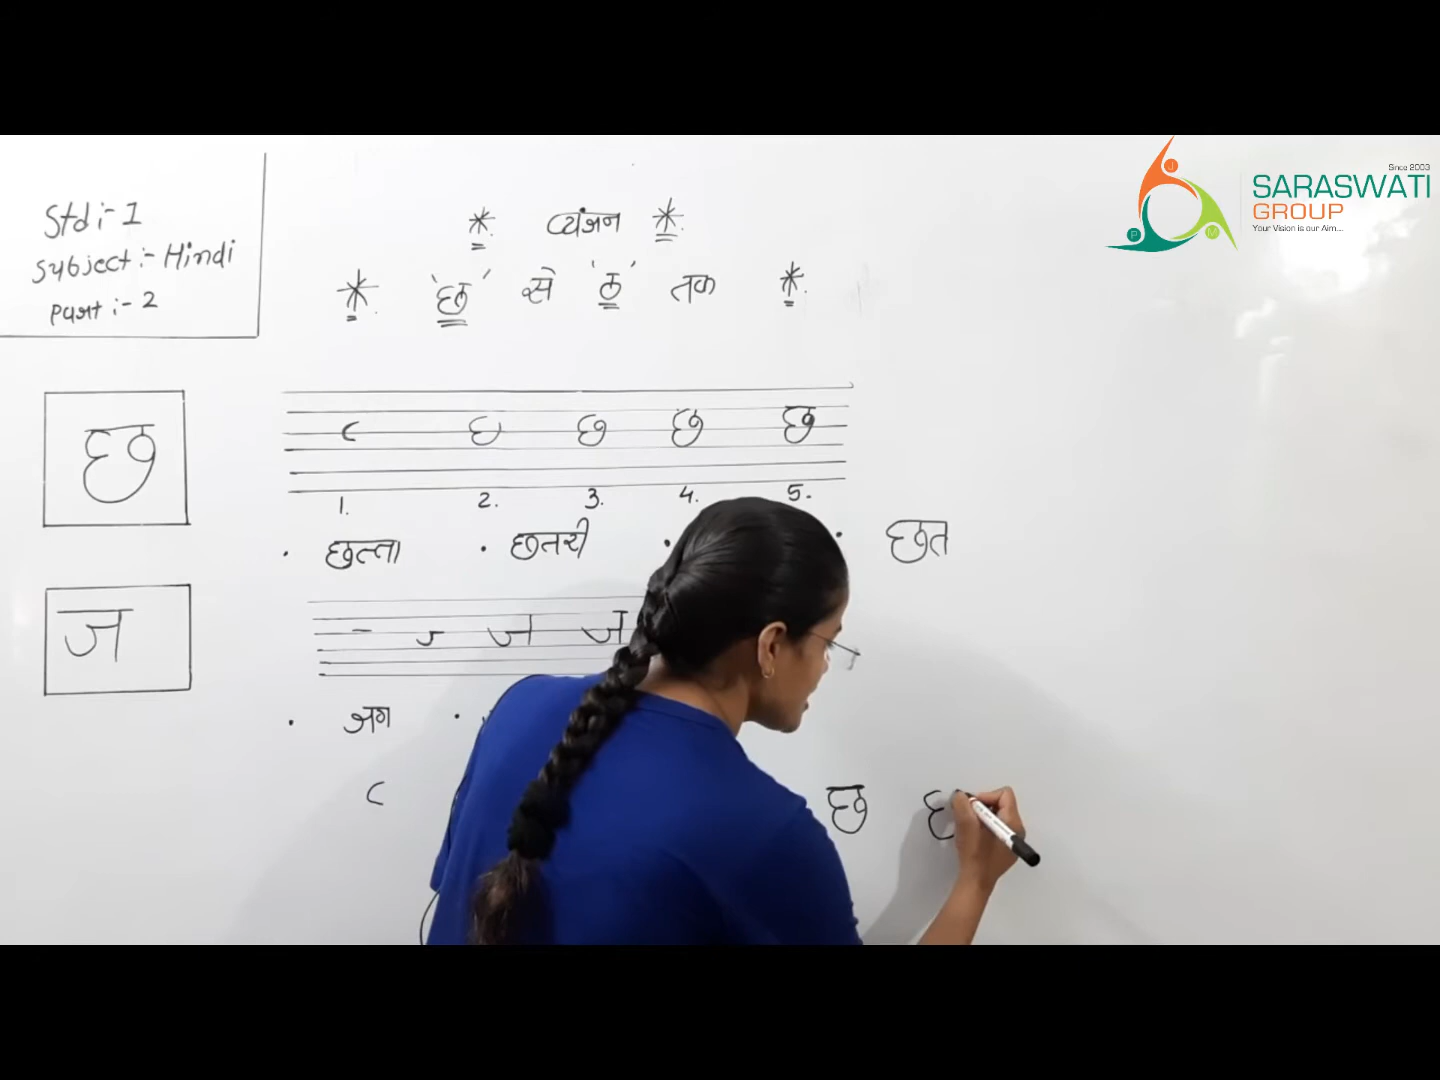 Std :- 1
Subject :- Hindi
Part :- 2
* व्यंजन *
* 'छ' से 'ठ' तक *
Since 2003
SARASWATI
GROUP
Your Vision is our Aim...
J
P
M
छ
छ छ छ
1. 2. 3. 4. 5.
• छत्ता • छतरी • • छत
ज
ज ज
• जग •
छ